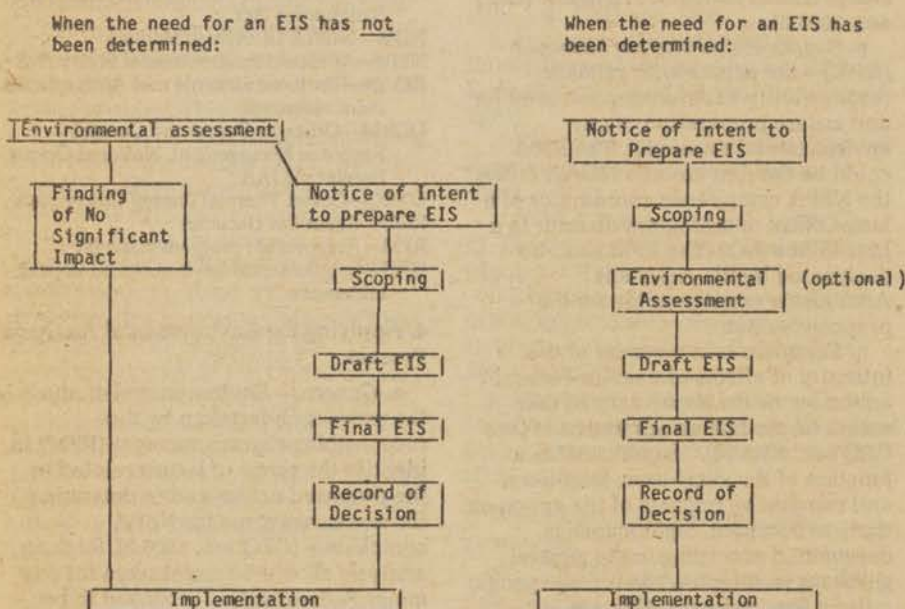 When the need for an EIS has not
been determined:
Environmental assessment
Finding
of No
Significant
Impact
Notice of Intent
to prepare EIS
Scoping
Draft EIS
Final EIS
Record of
Decision
Implementation
When the need for an EIS has
been determined:
Notice of Intent to
Prepare EIS
Scoping
Environmental (optional)
Assessment
Draft EIS
Final EIS
Record of
Decision
Implementation